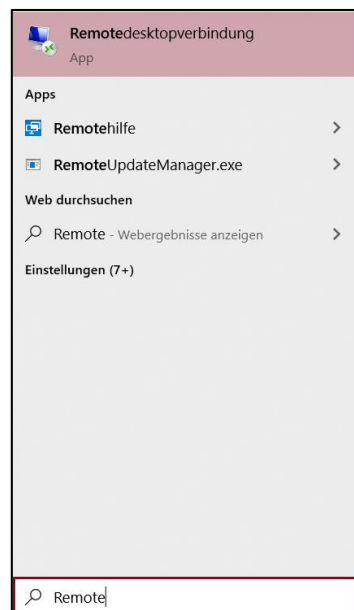 Remotedesktopverbindung
App
Apps
Remotehilfe
RemoteUpdateManager.exe
Web durchsuchen
Remote - Webergebnisse anzeigen
Einstellungen (7+)
Remote